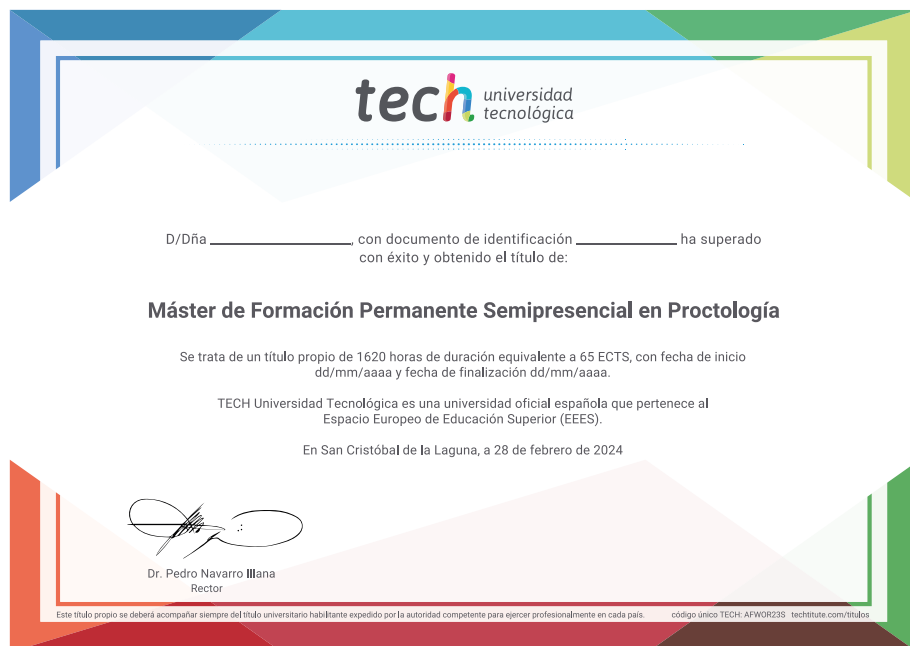 tech universidad
tecnológica
D/Dña ________________, con documento de identificación ____________ ha superado
con éxito y obtenido el título de:
Máster de Formación Permanente Semipresencial en Proctología
Se trata de un título propio de 1620 horas de duración equivalente a 65 ECTS, con fecha de inicio
dd/mm/aaaa y fecha de finalización dd/mm/aaaa.
TECH Universidad Tecnológica es una universidad oficial española que pertenece al
Espacio Europeo de Educación Superior (EEES).
En San Cristóbal de la Laguna, a 28 de febrero de 2024
Dr. Pedro Navarro Illana
Rector
Este título propio se deberá acompañar siempre del título universitario habilitante expedido por la autoridad competente para ejercer profesionalmente en cada país. código único TECH: AFWOR23S techtitute.com/titulos